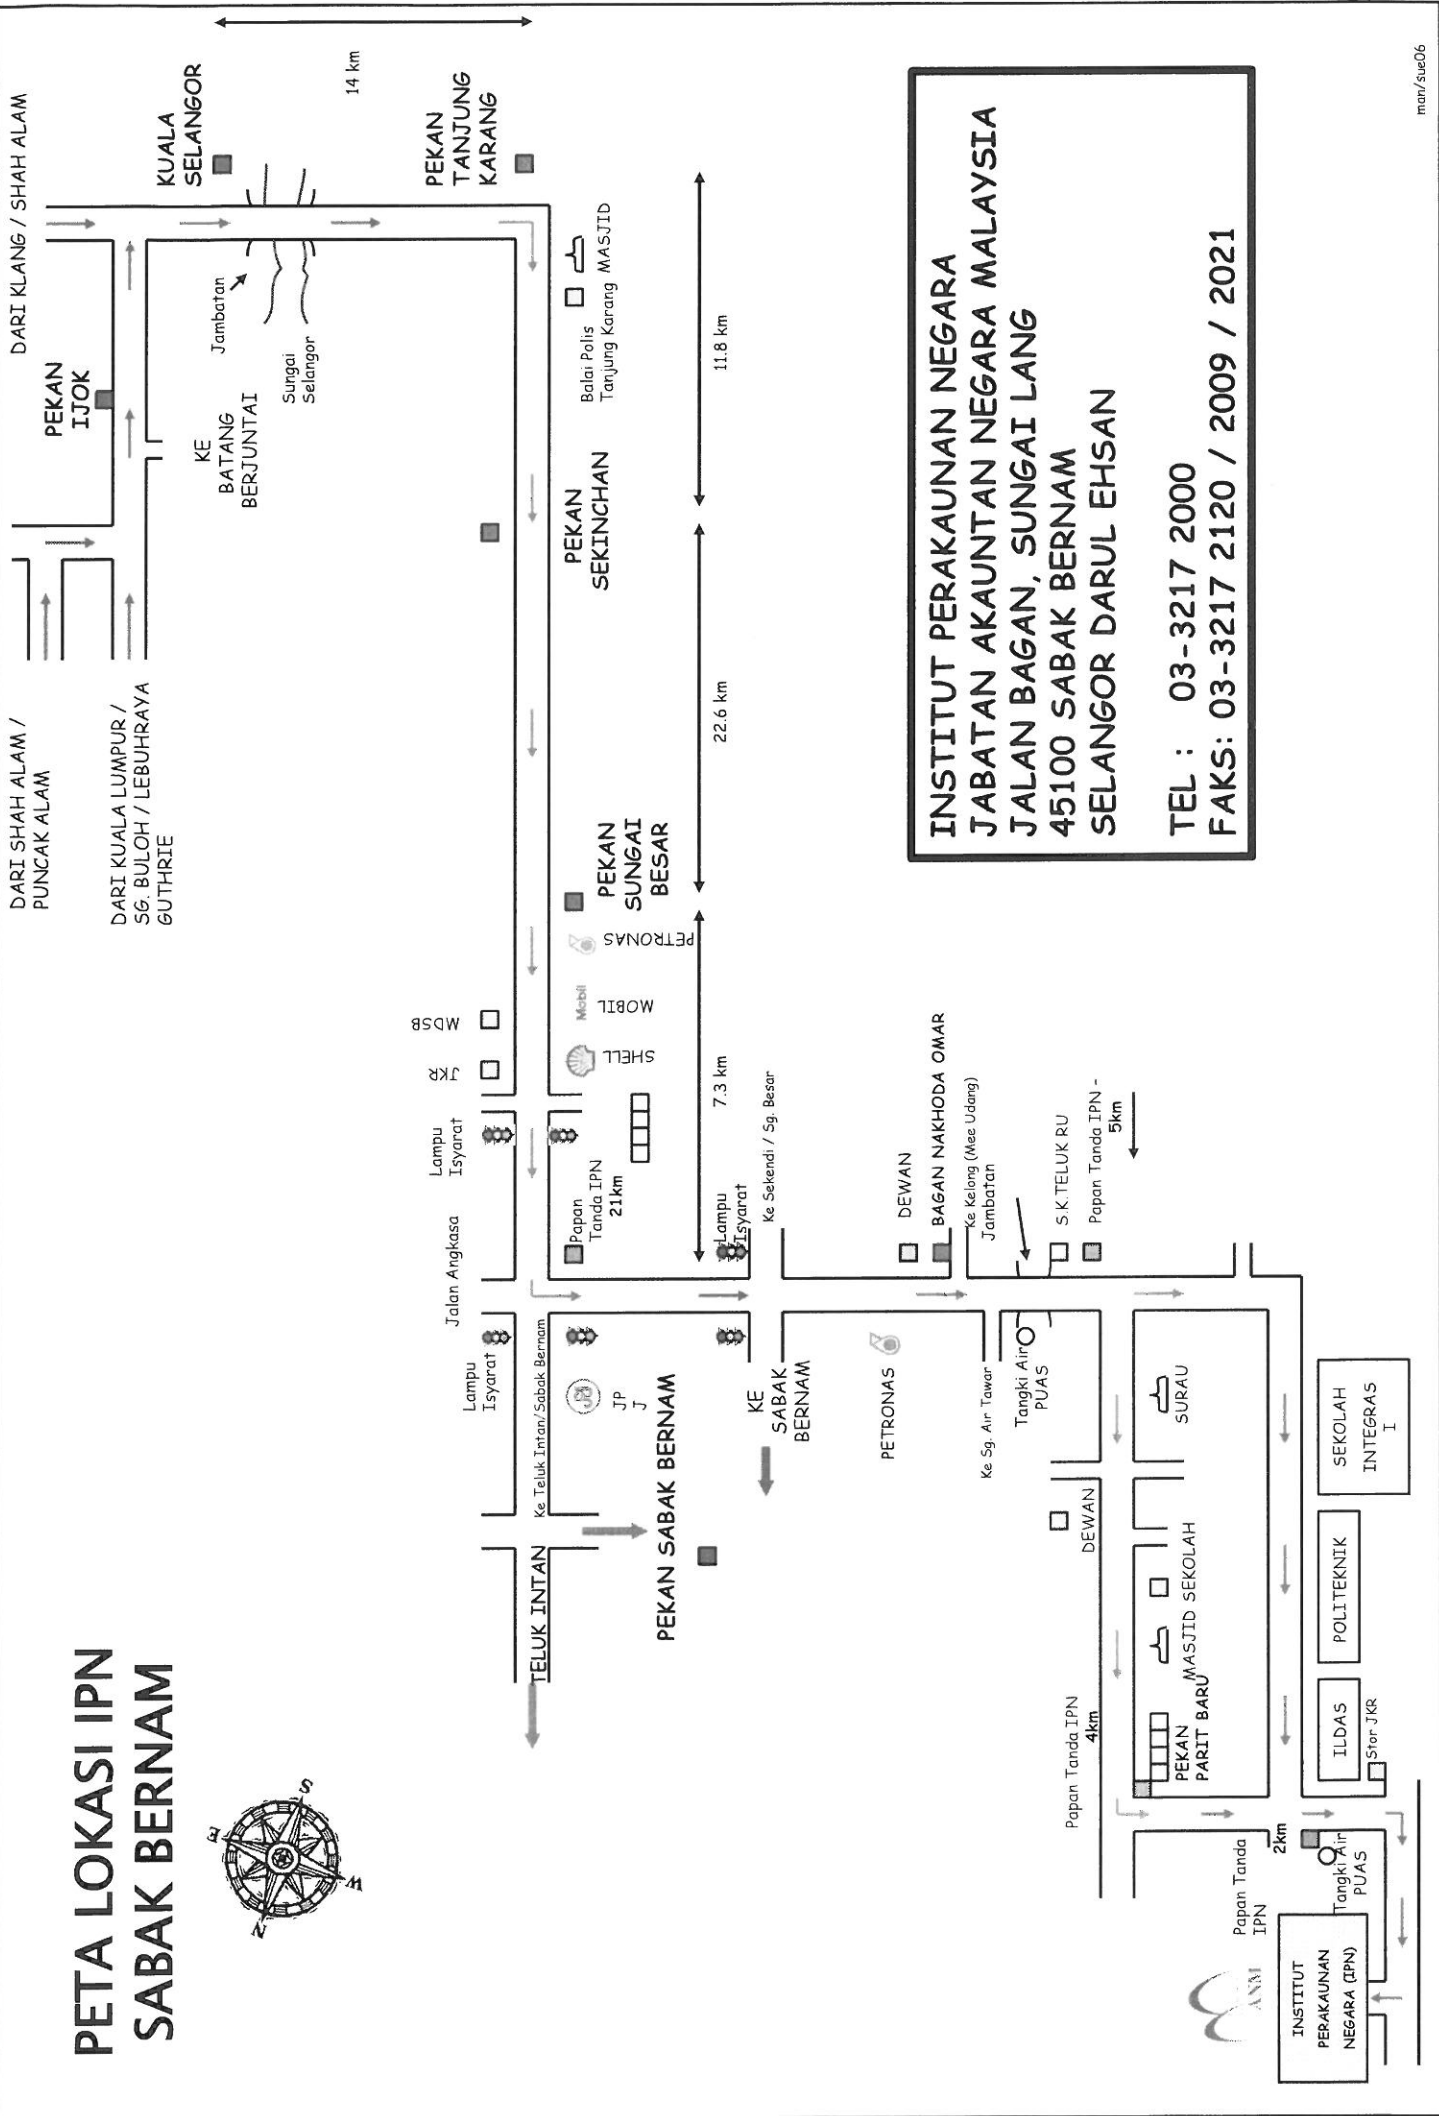 PETA LOKASI IPN
SABAK BERNAM
N
E
S
W
DARI SHAH ALAM /
PUNCAK ALAM
DARI KUALA LUMPUR /
SG. BULOH / LEBUHRAYA
GUTHRIE
DARI KLANG / SHAH ALAM
PEKAN
IJOK
KE
BATANG
BERJUNTAI
Jambatan
Sungai
Selangor
KUALA
SELANGOR
14 km
PEKAN
TANJUNG
KARANG
Balai Polis
Tanjung Karang
MASJID
11.8 km
PEKAN
SEKINCHAN
22.6 km
PEKAN
SUNGAI
BESAR
PETRONAS
Mobil
MOBIL
SHELL
MDSB
JKR
7.3 km
Lampu
Isyarat
Papan
Tanda IPN
21km
Jalan Angkasa
Lampu
Isyarat
Ke Teluk Intan/Sabak Bernam
JP
J
TELUK INTAN
PEKAN SABAK BERNAM
Lampu
Isyarat
Ke Sekendi / Sg. Besar
KE
SABAK
BERNAM
PETRONAS
DEWAN
BAGAN NAKHODA OMAR
Ke Kelong (Mee Udang)
Jambatan
Ke Sg. Air Tawar
Tangki Air
PUAS
S.K.TELUK RU
Papan Tanda IPN -
5km
SURAU
DEWAN
MASJID
SEKOLAH
Papan Tanda IPN
4km
PEKAN
PARIT BARU
SEKOLAH
INTEGRAS
I
POLITEKNIK
ILDAS
Stor JKR
Papan Tanda
IPN
2km
Tangki Air
PUAS
ANM
INSTITUT
PERAKAUNAN
NEGARA (IPN)
INSTITUT PERAKAUNAN NEGARA
JABATAN AKAUNTAN NEGARA MALAYSIA
JALAN BAGAN, SUNGAI LANG
45100 SABAK BERNAM
SELANGOR DARUL EHSAN
TEL : 03-3217 2000
FAKS: 03-3217 2120 / 2009 / 2021
man/sue06